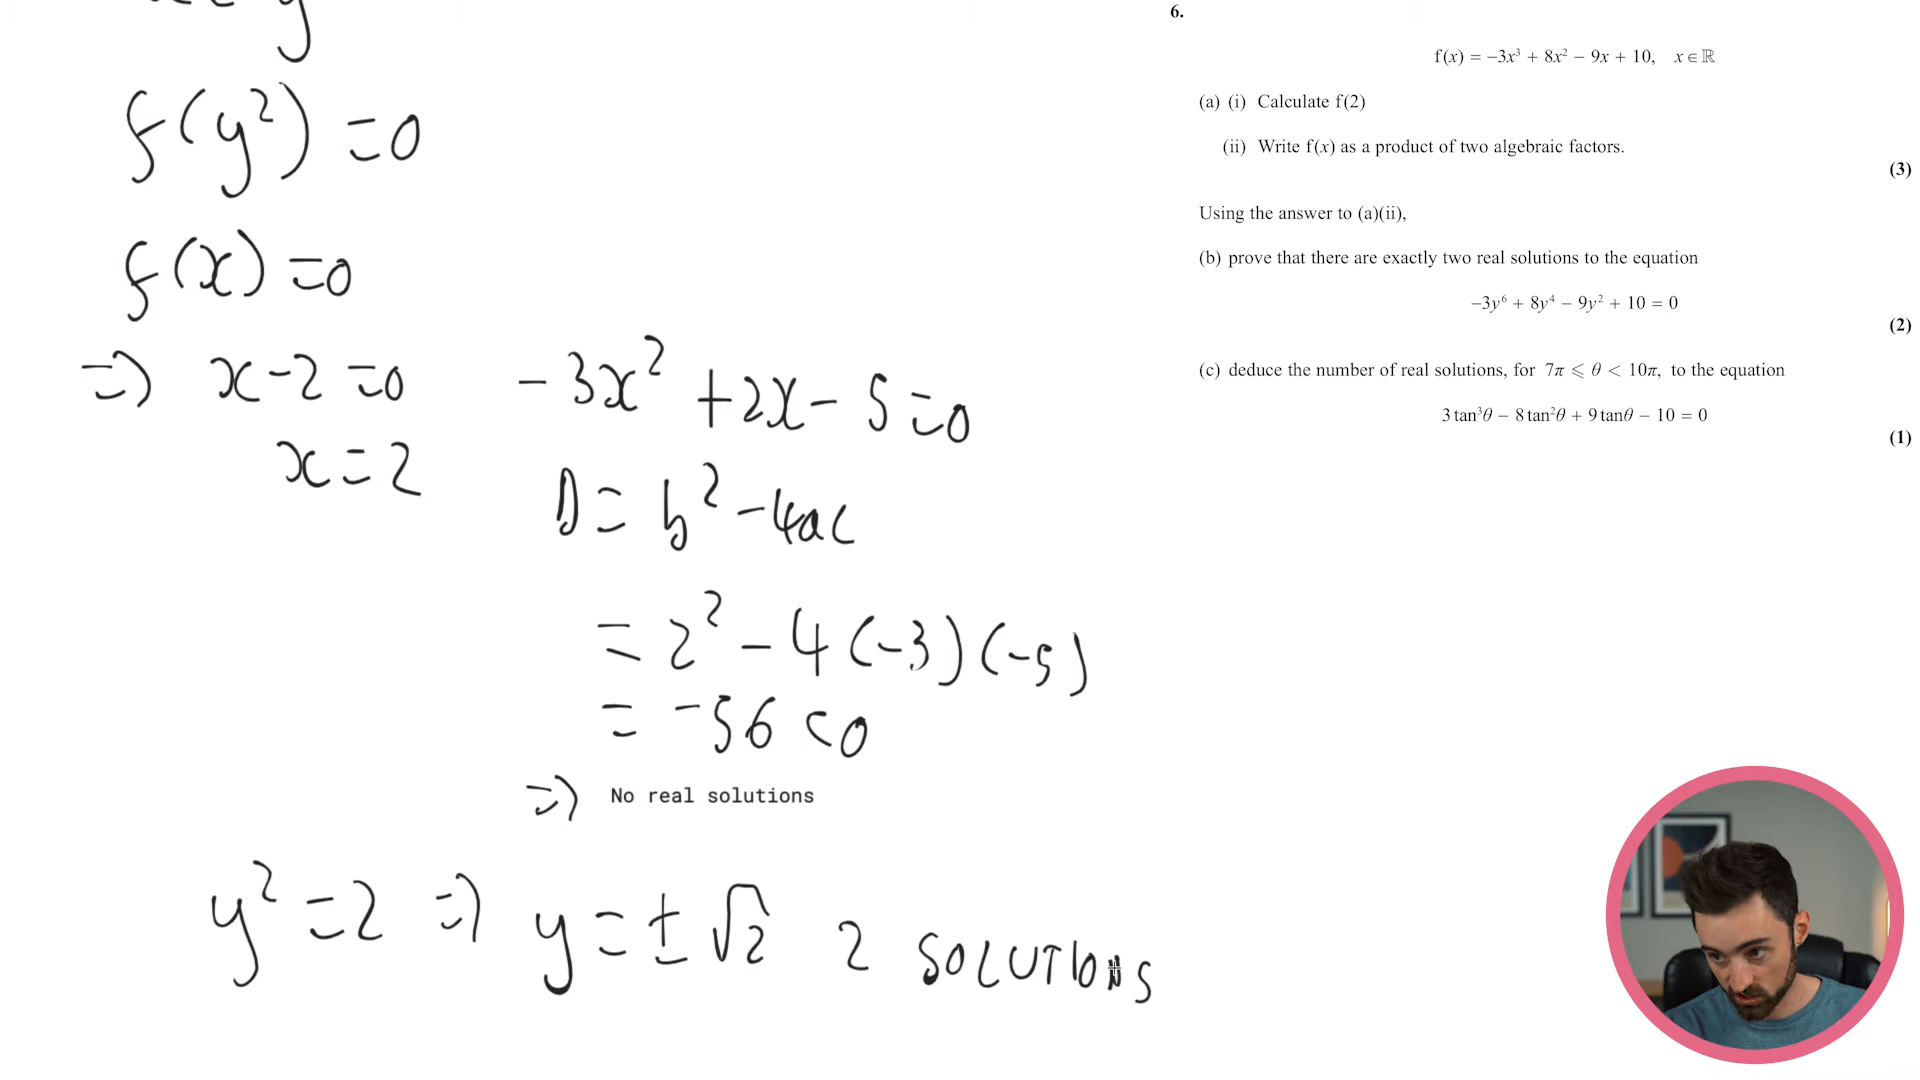 f(y²) = 0
f(x) = 0
=> x - 2 = 0 - 3x² + 2x - 5 = 0
x = 2
D = b² - 4ac
= 2² - 4(-3)(-5)
= -56 < 0
=> No real solutions
y² = 2 => y = ± √2 2 SOLUTIONS
6.
f(x) = −3x³ + 8x² − 9x + 10, x ∈ ℝ
(a) (i) Calculate f(2)
(ii) Write f(x) as a product of two algebraic factors.
(3)
Using the answer to (a)(ii),
(b) prove that there are exactly two real solutions to the equation
−3y⁶ + 8y⁴ − 9y² + 10 = 0
(2)
(c) deduce the number of real solutions, for 7π ⩽ θ < 10π, to the equation
3 tan³θ − 8 tan²θ + 9 tanθ − 10 = 0
(1)